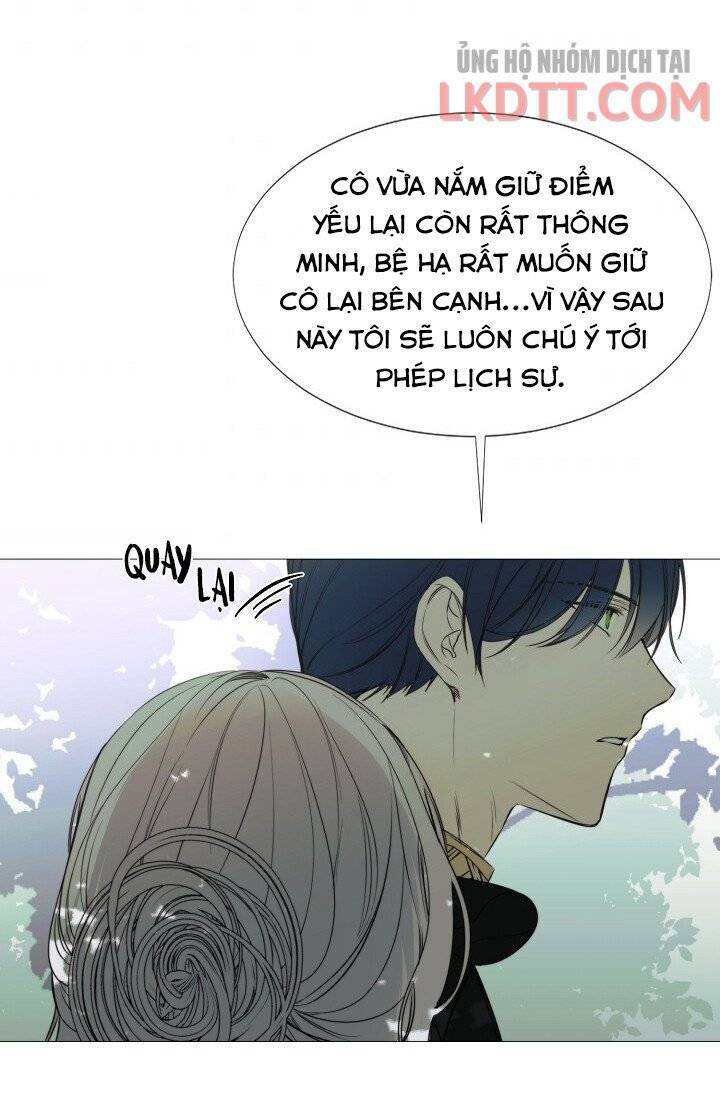 ỦNG HỘ NHÓM DỊCH TẠI
LKDTT.COM
CÔ VỪA NẮM GIỮ ĐIỂM
YẾU LẠI CÒN RẤT THÔNG
MINH, BỆ HẠ RẤT MUỐN GIỮ
CÔ LẠI BÊN CẠNH...VÌ VẬY SAU
NÀY TÔI SẼ LUÔN CHÚ Ý TỚI
PHÉP LỊCH SỰ.
QUAY LẠI